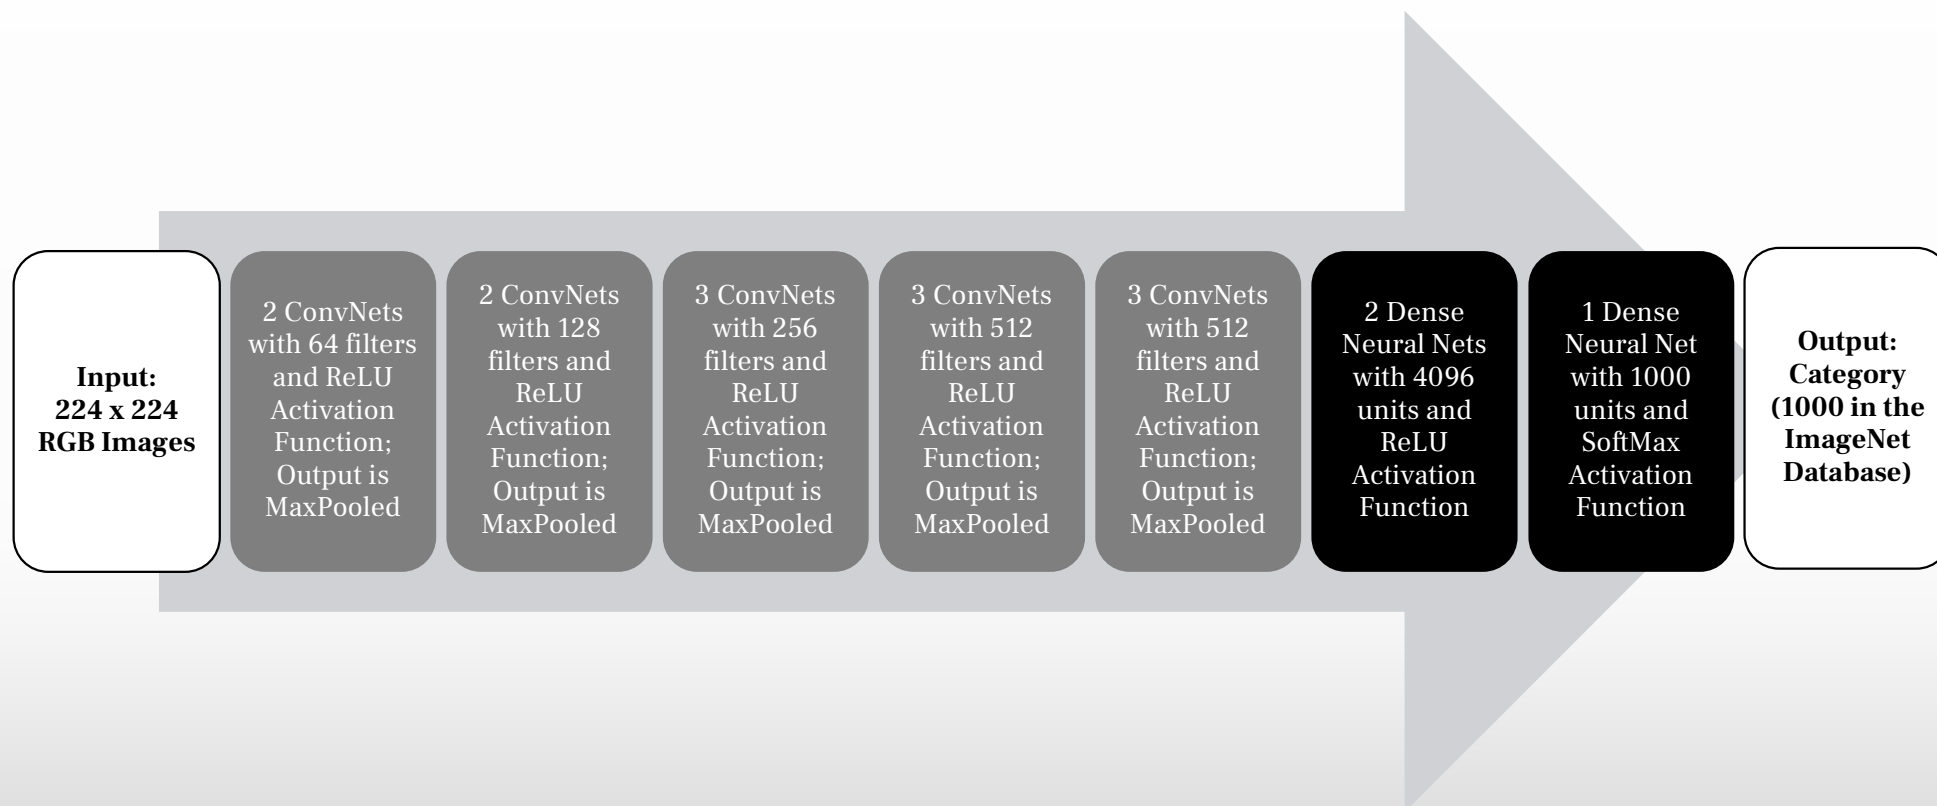 Input:
224 x 224
RGB Images
2 ConvNets
with 64 filters
and ReLU
Activation
Function;
Output is
MaxPooled
2 ConvNets
with 128
filters and
ReLU
Activation
Function;
Output is
MaxPooled
3 ConvNets
with 256
filters and
ReLU
Activation
Function;
Output is
MaxPooled
3 ConvNets
with 512
filters and
ReLU
Activation
Function;
Output is
MaxPooled
3 ConvNets
with 512
filters and
ReLU
Activation
Function;
Output is
MaxPooled
2 Dense
Neural Nets
with 4096
units and
ReLU
Activation
Function
1 Dense
Neural Net
with 1000
units and
SoftMax
Activation
Function
Output:
Category
(1000 in the
ImageNet
Database)